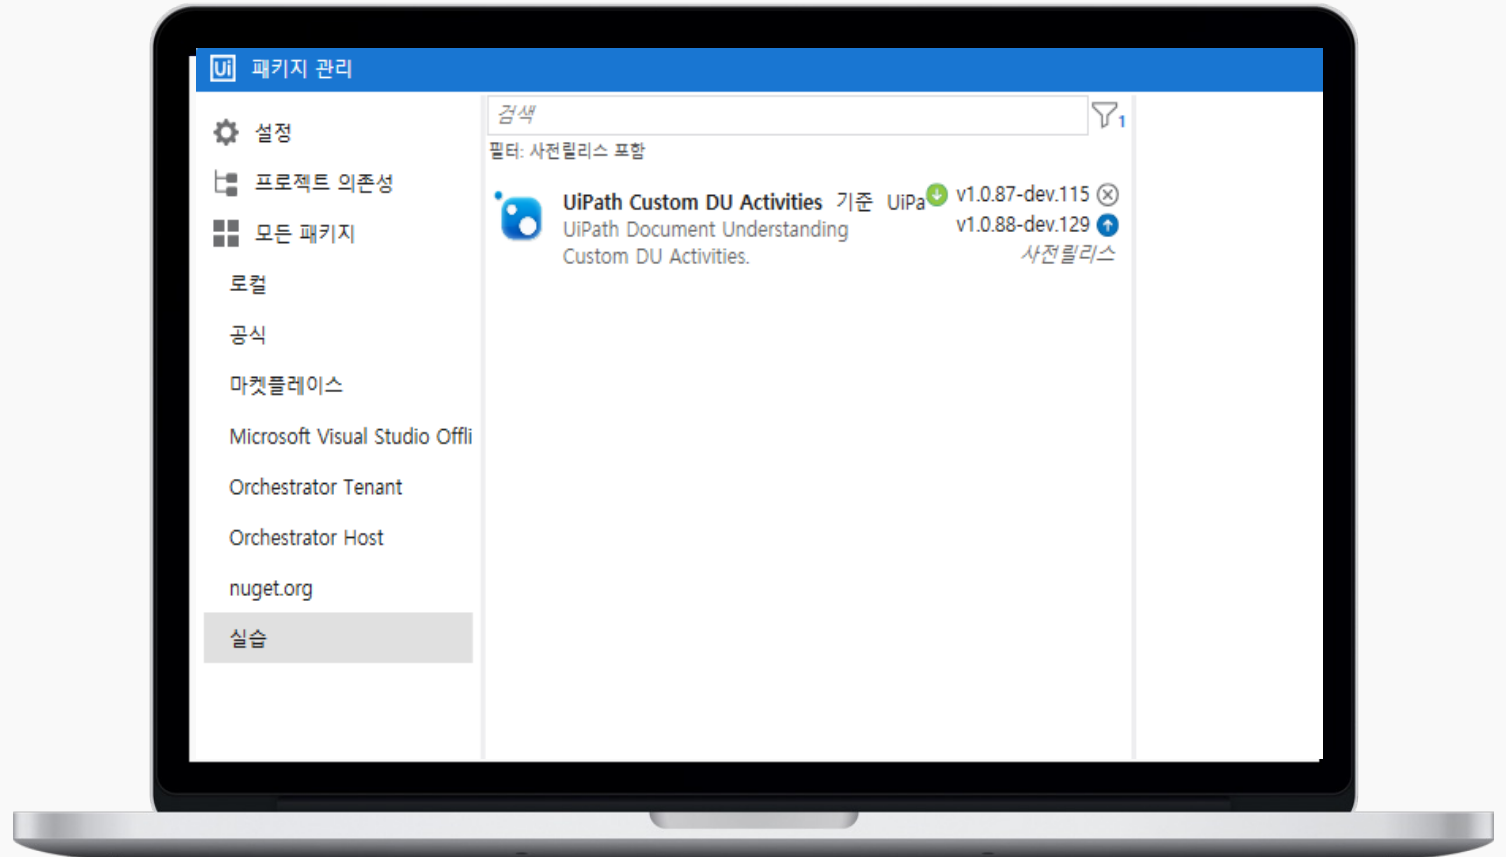 Ui 패키지 관리
설정
프로젝트 의존성
모든 패키지
로컬
공식
마켓플레이스
Microsoft Visual Studio Offli
Orchestrator Tenant
Orchestrator Host
nuget.org
실습
검색
1
필터: 사전릴리스 포함
UiPath Custom DU Activities 기준 UiPa
UiPath Document Understanding
Custom DU Activities.
v1.0.87-dev.115
v1.0.88-dev.129
사전릴리스